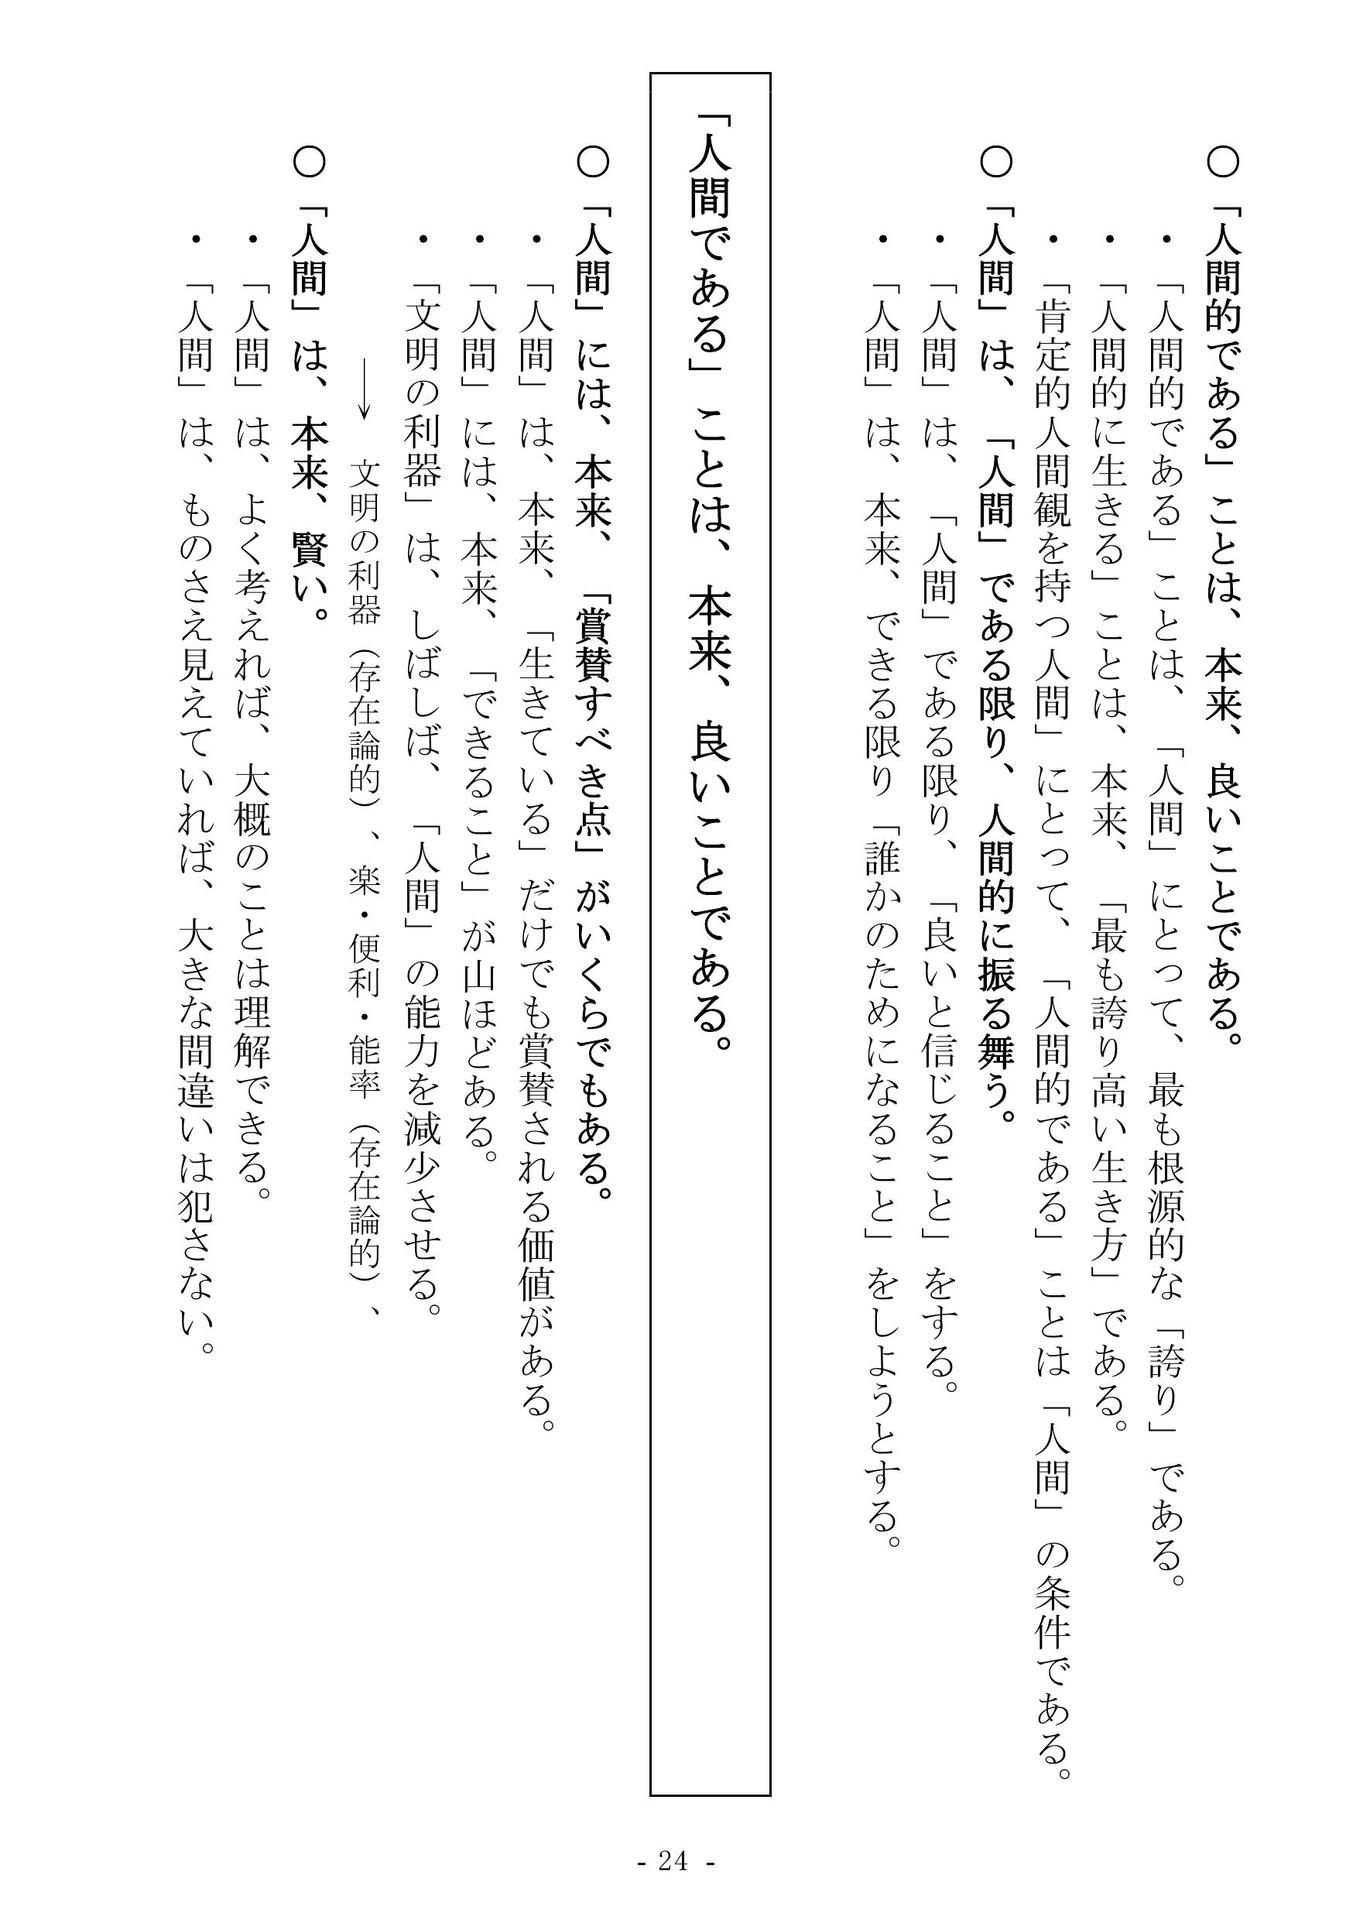 ○「人間的である」ことは、本来、良いことである。
・「人間的である」ことは、「人間」にとって、最も根源的な「誇り」である。
・「人間的に生きる」ことは、本来、「最も誇り高い生き方」である。
・「肯定的人間観を持つ人間」にとって、「人間的である」ことは「人間」の条件である。
○「人間」は、「人間」である限り、人間的に振る舞う。
・「人間」は、「人間」である限り、「良いと信じること」をする。
・「人間」は、本来、できる限り「誰かのためになること」をしようとする。
「人間である」ことは、本来、良いことである。
○「人間」には、本来、「賞賛すべき点」がいくらでもある。
・「人間」は、本来、「生きている」だけでも賞賛される価値がある。
・「人間」には、本来、「できること」が山ほどある。
・「文明の利器」は、しばしば、「人間」の能力を減少させる。
→ 文明の利器（存在論的）、楽・便利・能率（存在論的）、
○「人間」は、本来、賢い。
・「人間」は、よく考えれば、大概のことは理解できる。
・「人間」は、ものさえ見えていれば、大きな間違いは犯さない。
- 24 -